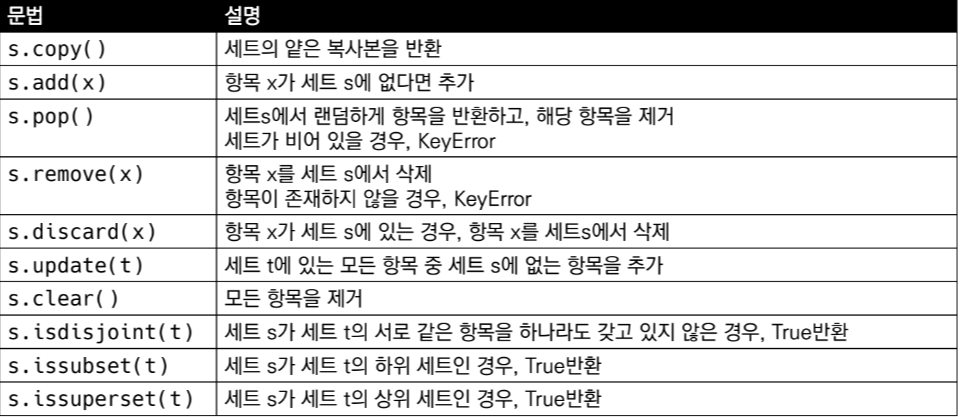 문법 설명
s.copy() 세트의 얕은 복사본을 반환
s.add(x) 항목 x가 세트 s에 없다면 추가
s.pop() 세트s에서 랜덤하게 항목을 반환하고, 해당 항목을 제거
세트가 비어 있을 경우, KeyError
s.remove(x) 항목 x를 세트 s에서 삭제
항목이 존재하지 않을 경우, KeyError
s.discard(x) 항목 x가 세트 s에 있는 경우, 항목 x를 세트s에서 삭제
s.update(t) 세트 t에 있는 모든 항목 중 세트 s에 없는 항목을 추가
s.clear() 모든 항목을 제거
s.isdisjoint(t) 세트 s가 세트 t의 서로 같은 항목을 하나라도 갖고 있지 않은 경우, True반환
s.issubset(t) 세트 s가 세트 t의 하위 세트인 경우, True반환
s.issuperset(t) 세트 s가 세트 t의 상위 세트인 경우, True반환